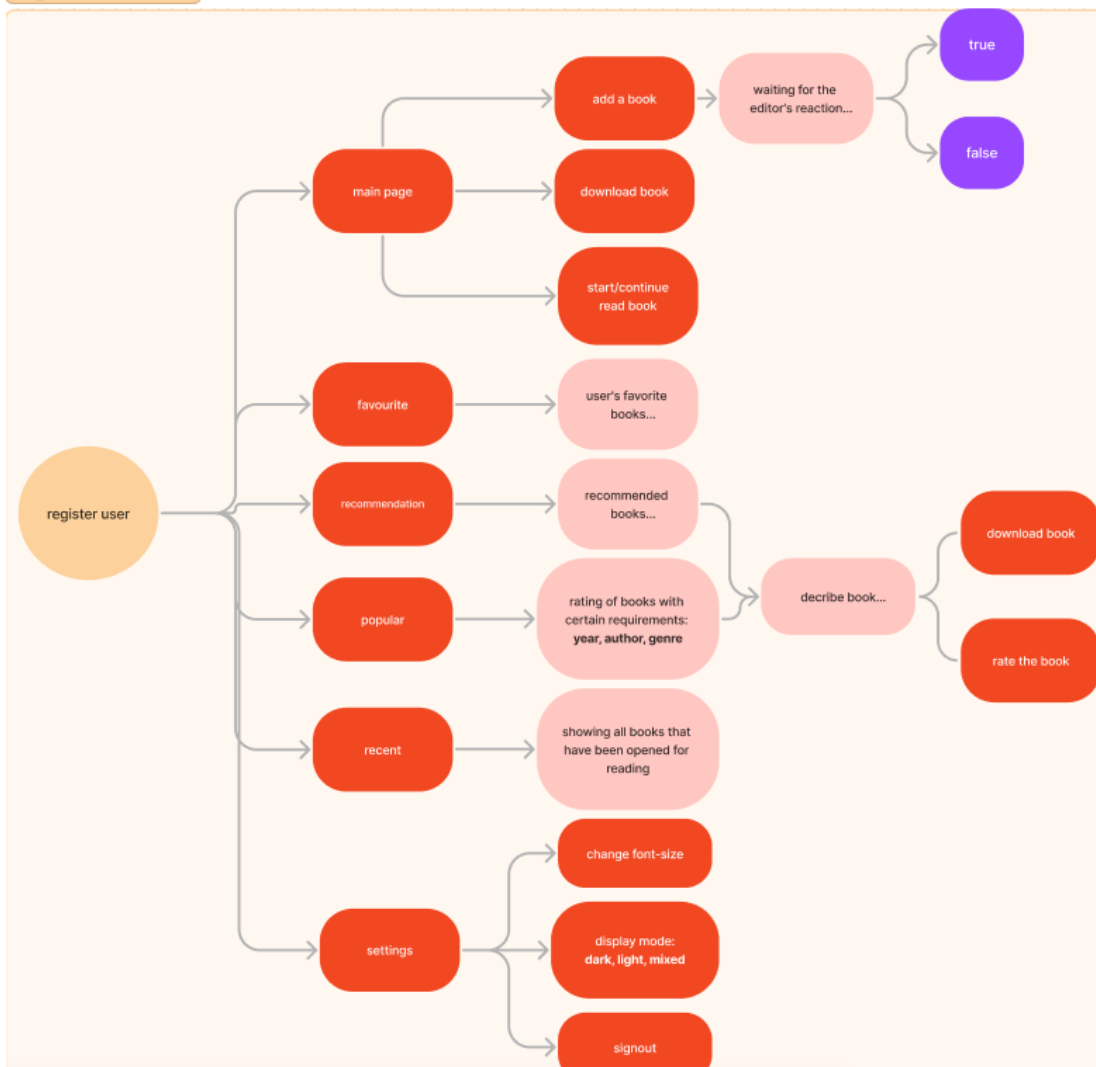 true
waiting for the
editor's reaction...
add a book
false
main page
download book
start/continue
read book
user's favorite
books...
favourite
recommended
books...
recommendation
register user
download book
rating of books with
certain requirements:
year, author, genre
decribe book...
popular
rate the book
showing all books that
have been opened for
reading
recent
change font-size
display mode:
dark, light, mixed
settings
signout